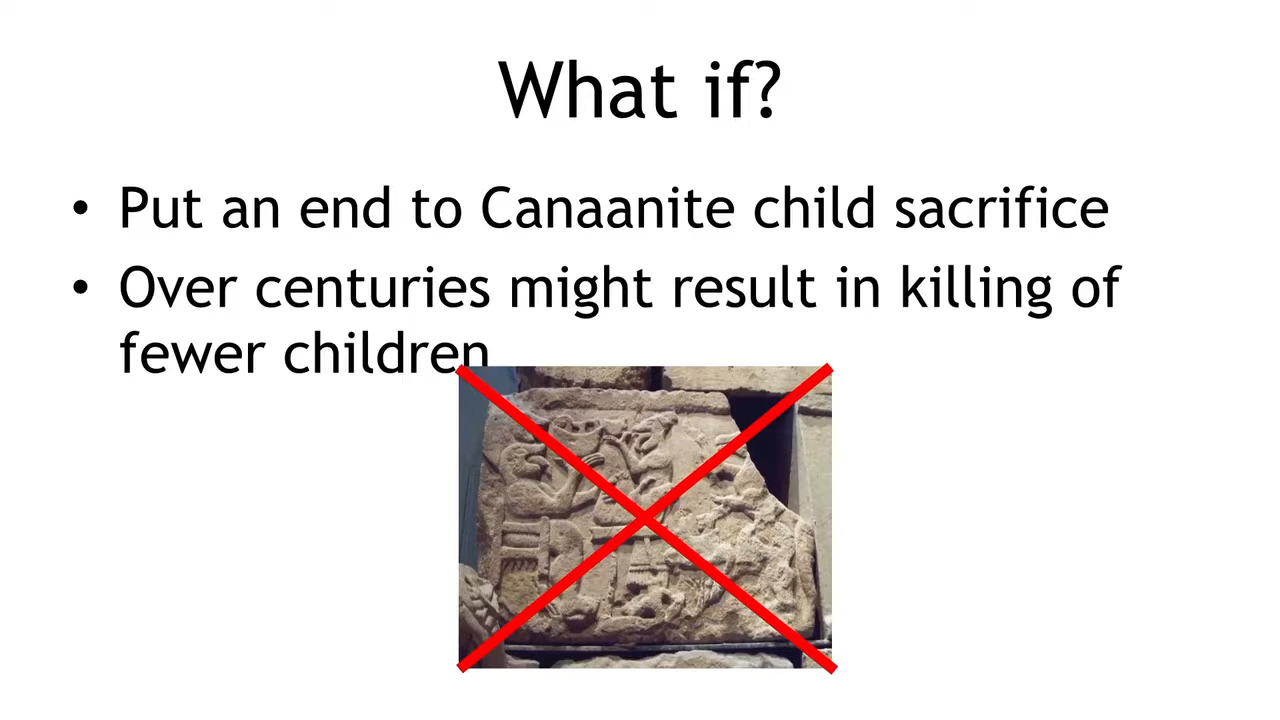 What if?
• Put an end to Canaanite child sacrifice
• Over centuries might result in killing of
fewer children